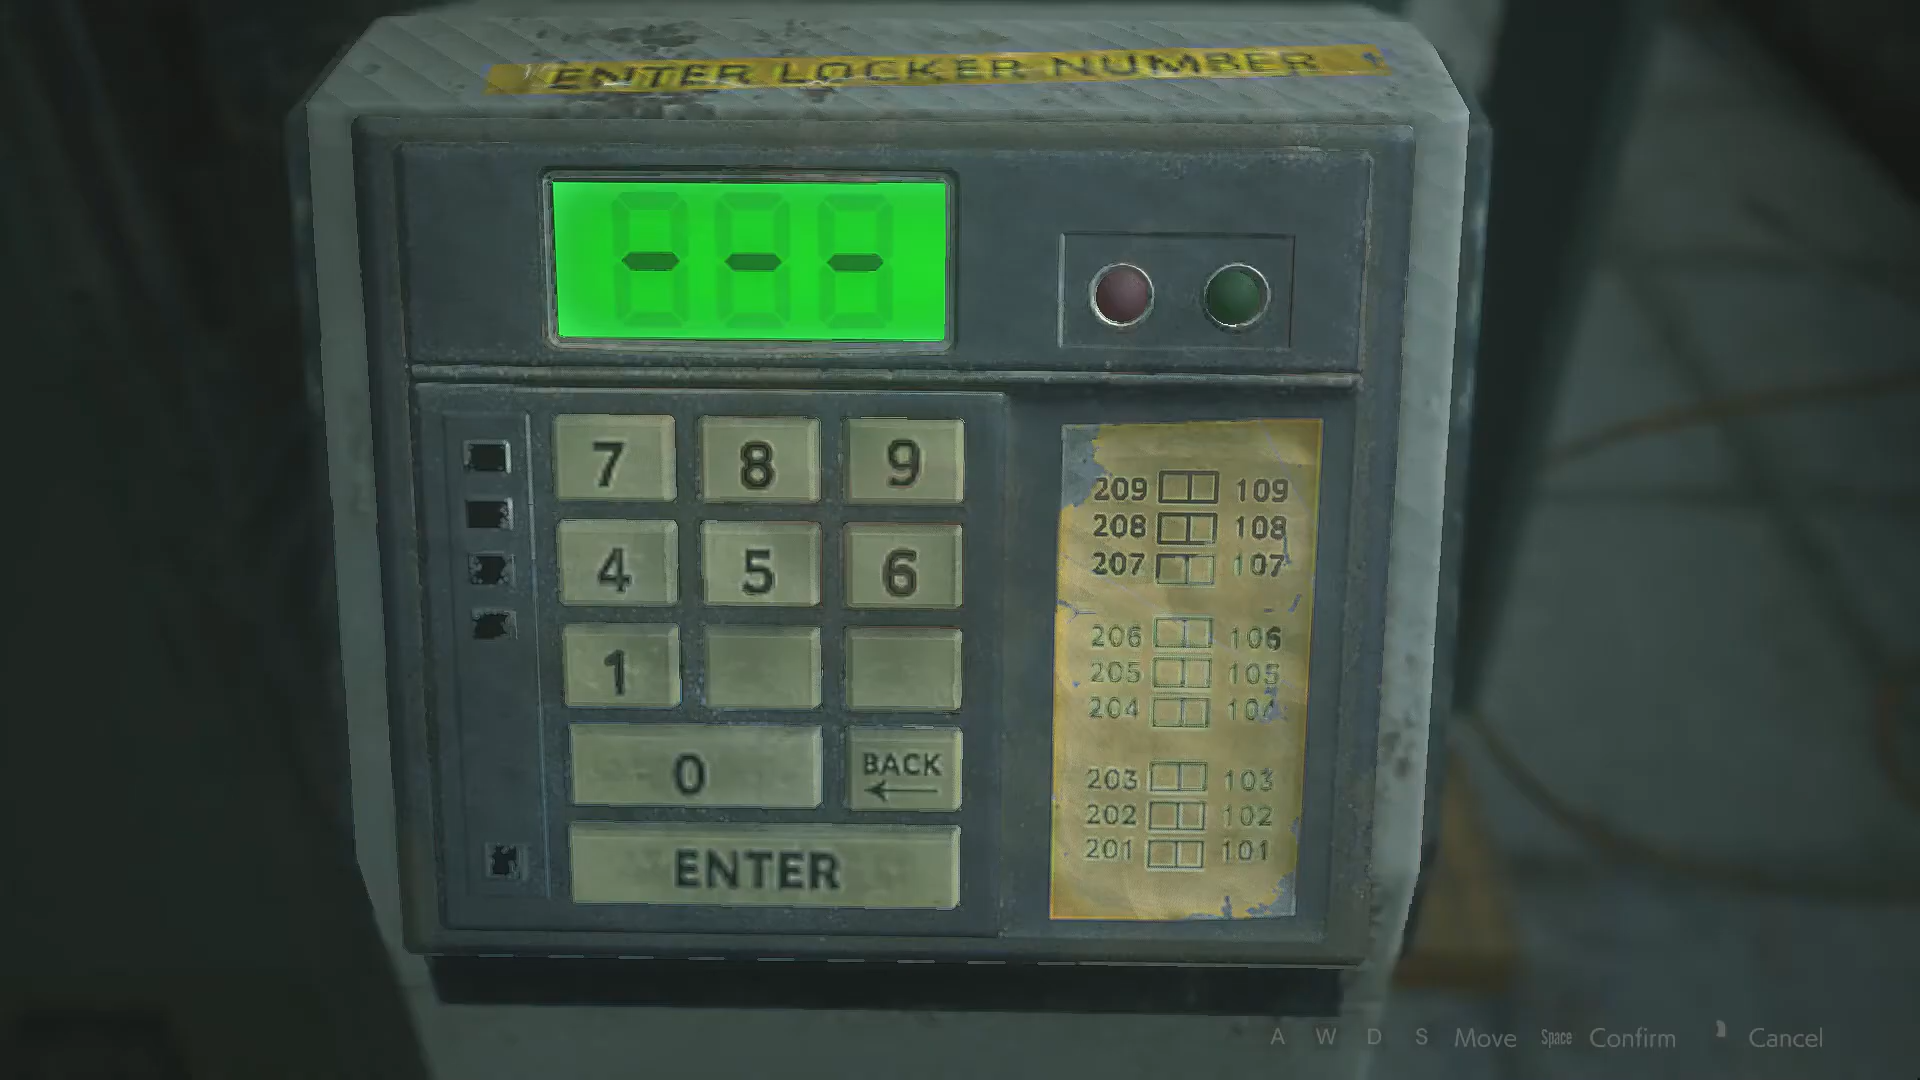 ENTER LOCKER NUMBER
- - -
7 8 9
4 5 6
1
0 BACK
ENTER
209 109
208 108
207 107
206 106
205 105
204 104
203 103
202 102
201 101
A W D S Move Space Confirm Cancel